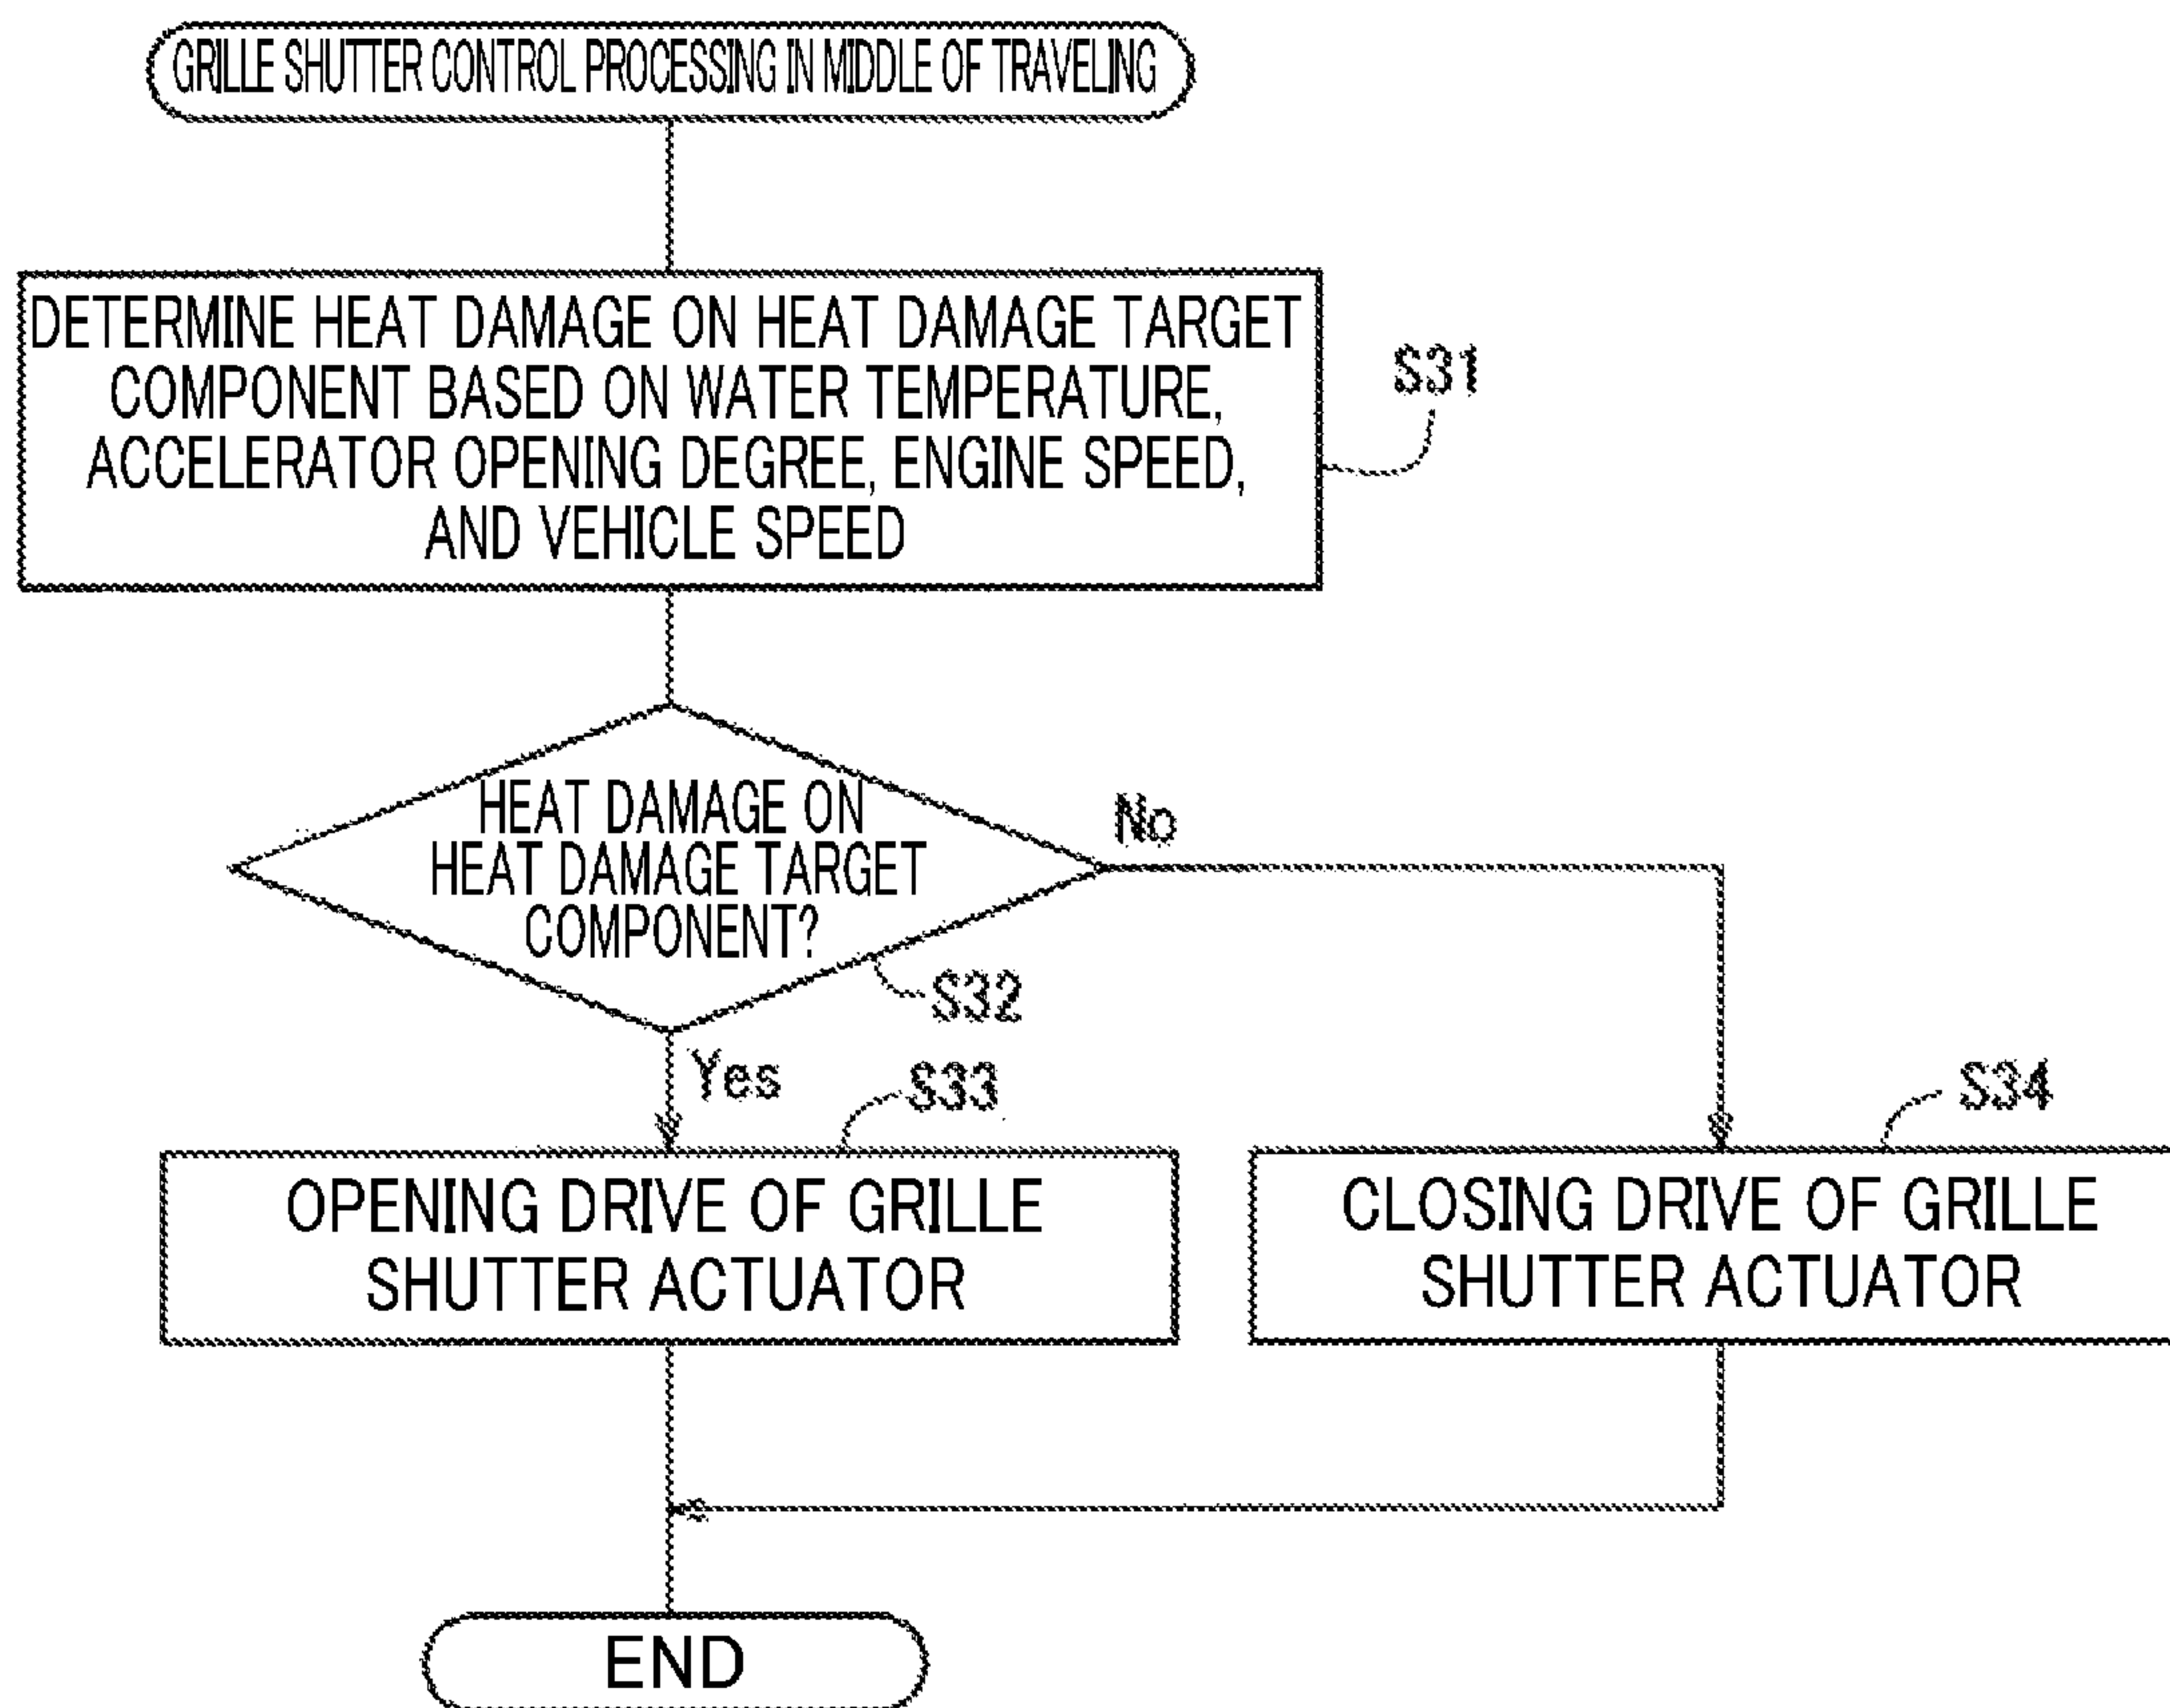 GRILLE SHUTTER CONTROL PROCESSING IN MIDDLE OF TRAVELING
DETERMINE HEAT DAMAGE ON HEAT DAMAGE TARGET
COMPONENT BASED ON WATER TEMPERATURE,
ACCELERATOR OPENING DEGREE, ENGINE SPEED,
AND VEHICLE SPEED
S31
HEAT DAMAGE ON
HEAT DAMAGE TARGET
COMPONENT?
No
S32
Yes
S33
S34
OPENING DRIVE OF GRILLE
SHUTTER ACTUATOR
CLOSING DRIVE OF GRILLE
SHUTTER ACTUATOR
END